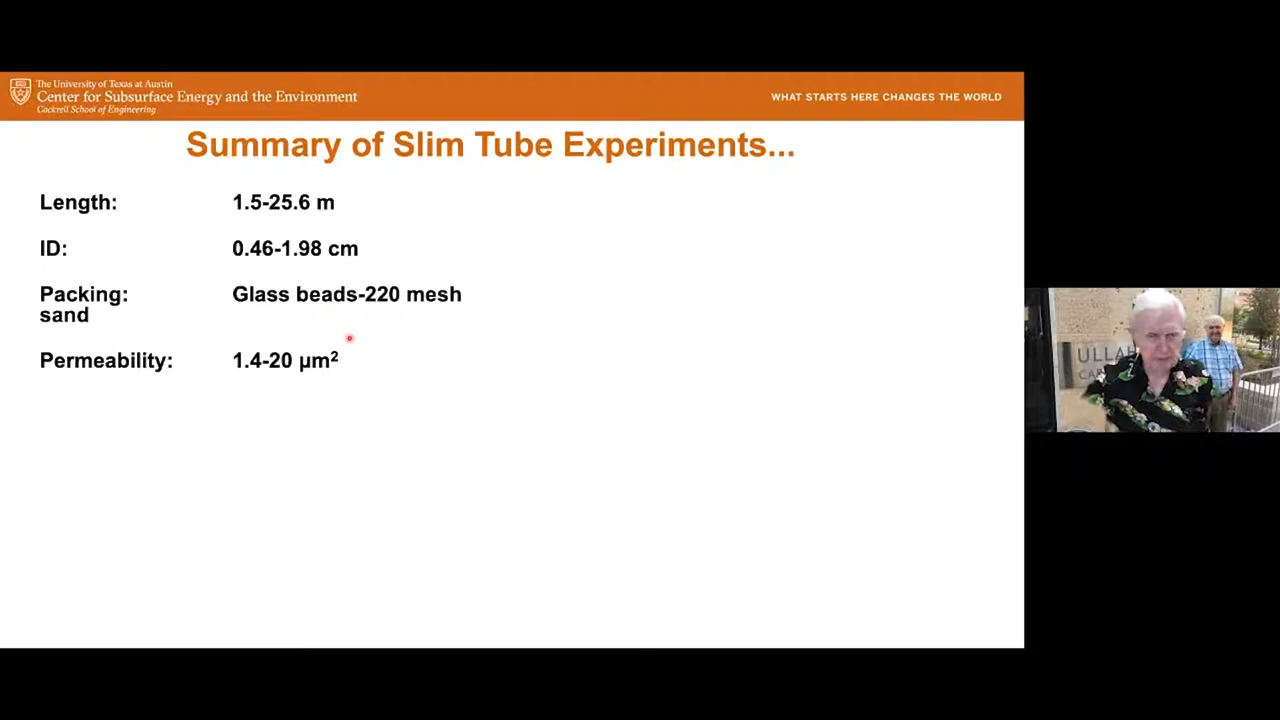 The University of Texas at Austin
Center for Subsurface Energy and the Environment
Cockrell School of Engineering
WHAT STARTS HERE CHANGES THE WORLD
Summary of Slim Tube Experiments...
Length: 1.5-25.6 m
ID: 0.46-1.98 cm
Packing: Glass beads-220 mesh
sand
Permeability: 1.4-20 µm²